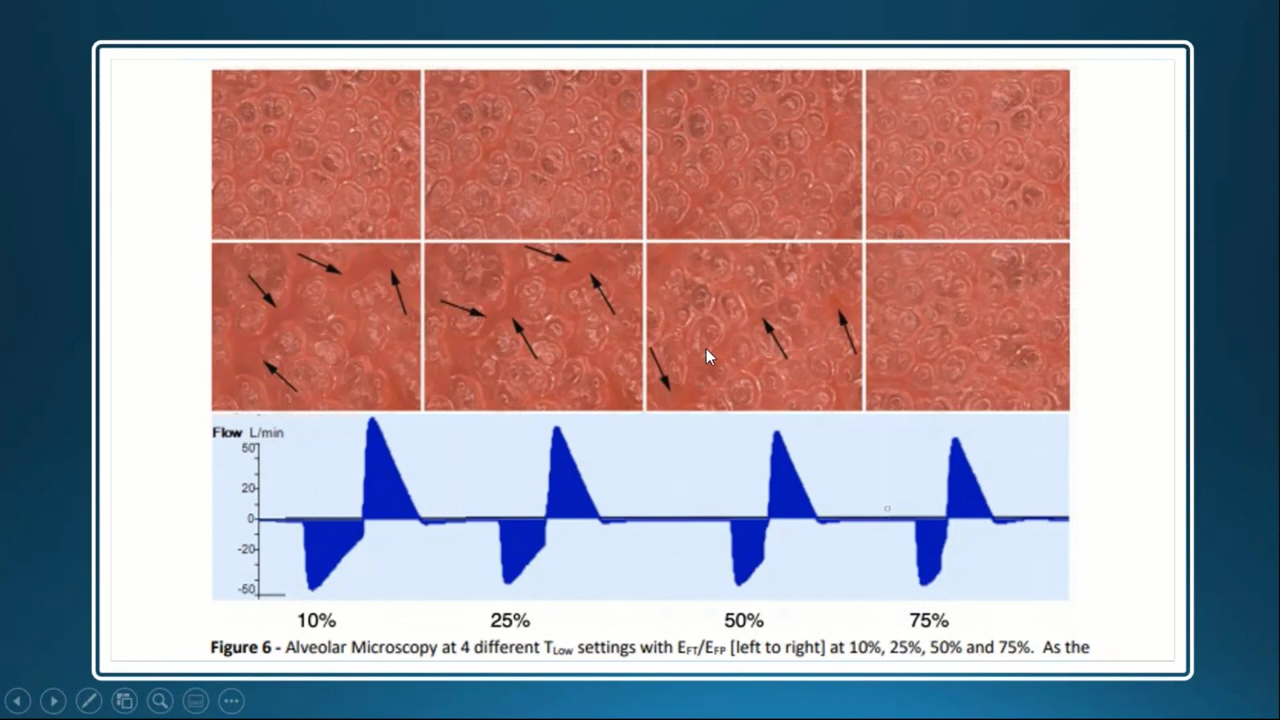 Flow L/min
50
20
0
-20
-50
10% 25% 50% 75%
Figure 6 - Alveolar Microscopy at 4 different TLow settings with EFT/EFP [left to right] at 10%, 25%, 50% and 75%. As the